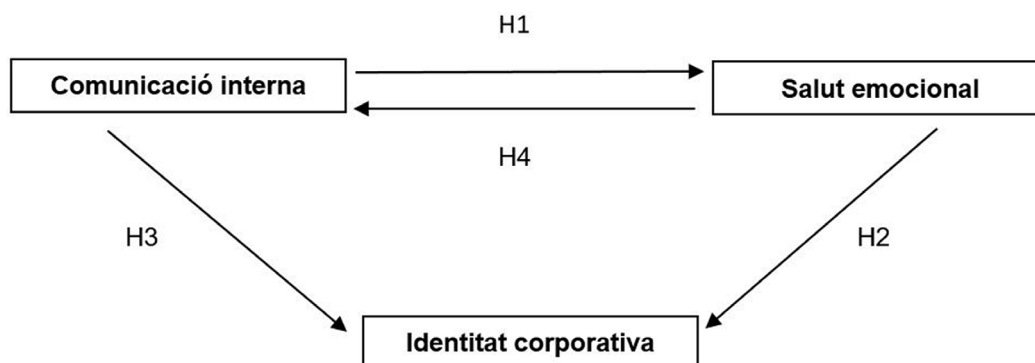 H1
Comunicació interna
Salut emocional
H4
H3
H2
Identitat corporativa